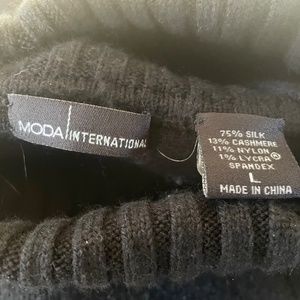 MODA INTERNATIONAL
75% SILK
13% CASHMERE
11% NYLON
1% LYCRA®
SPANDEX
L
MADE IN CHINA